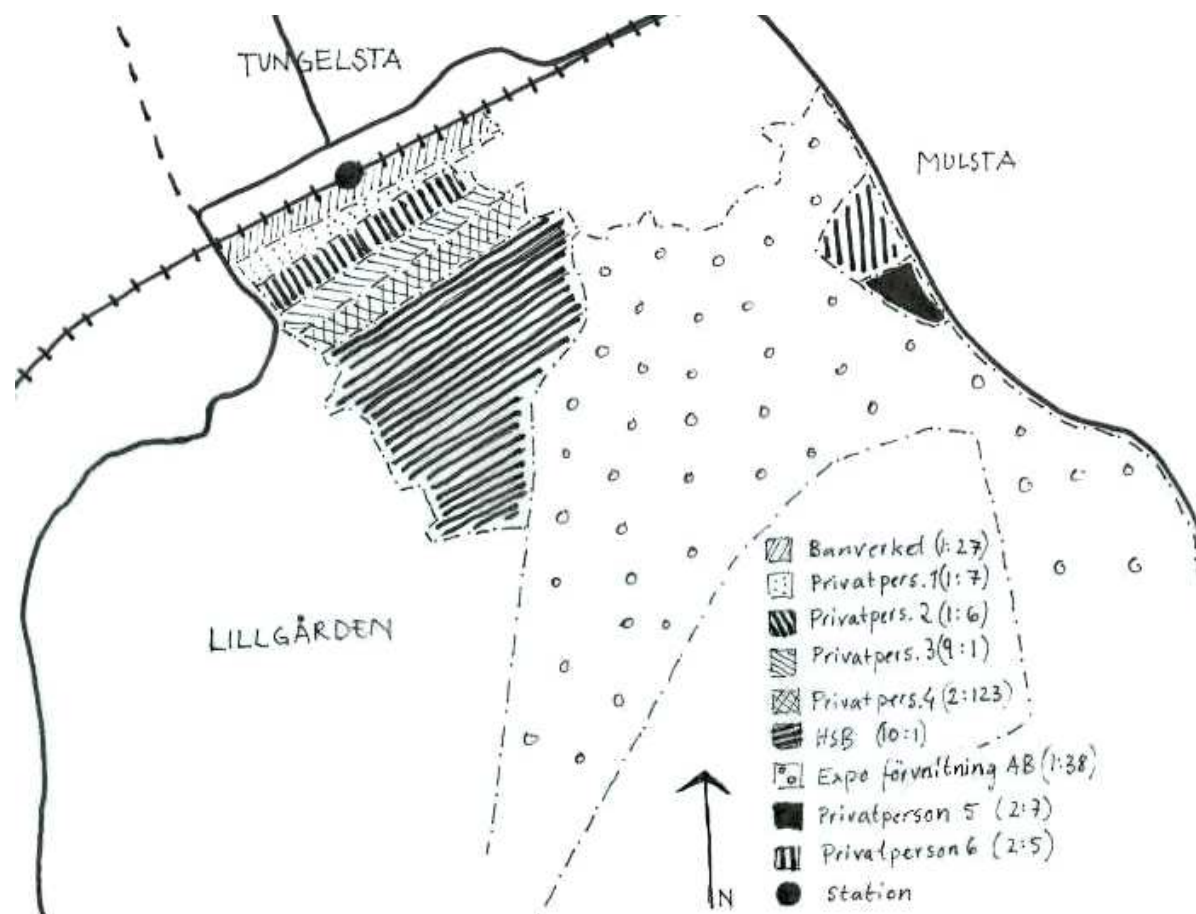 TUNGELSTA
MULSTA
LILLGÅRDEN
Banverket (1:27)
Privatpers. 1 (1:7)
Privatpers. 2 (1:6)
Privatpers. 3 (9:1)
Privatpers. 4 (2:123)
HSB (10:1)
Expo förvnitning AB (1:38)
Privatperson 5 (2:7)
Privatperson 6 (2:5)
Station
N